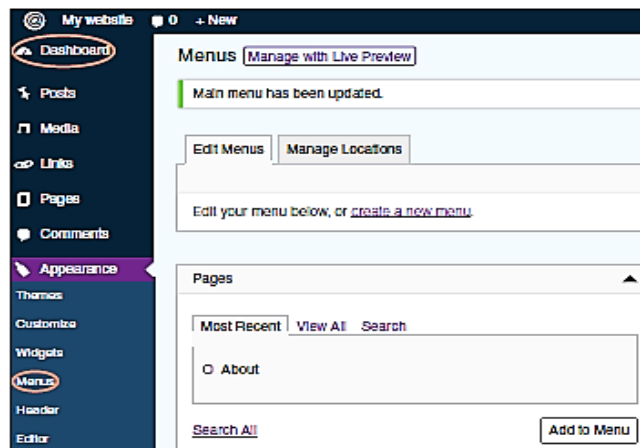 My website 0 + New
Dashboard
Posts
Media
Links
Pages
Comments
Appearance
Themes
Customize
Widgets
Menus
Header
Editor
Menus Manage with Live Preview
Main menu has been updated.
Edit Menus Manage Locations
Edit your menu below, or create a new menu.
Pages
Most Recent View All Search
About
Search All Add to Menu